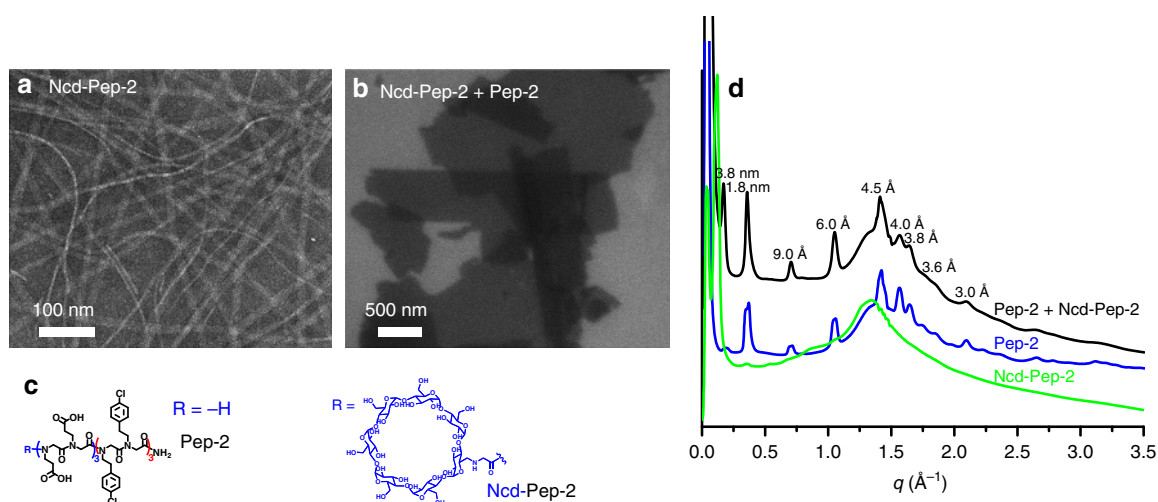 a Ncd-Pep-2
100 nm
b Ncd-Pep-2 + Pep-2
500 nm
c
R = –H
Pep-2
Cl
HO
O
N
O
N
O
N
O
N
O
NH2
R
3
3
O
OH
Cl
R =
OH
HO
O
N
H
O
Ncd-Pep-2
d
3.8 nm
1.8 nm
9.0 Å
6.0 Å
4.5 Å
4.0 Å
3.8 Å
3.6 Å
3.0 Å
Pep-2 + Ncd-Pep-2
Pep-2
Ncd-Pep-2
0.0 0.5 1.0 1.5 2.0 2.5 3.0 3.5
q (Å–1)